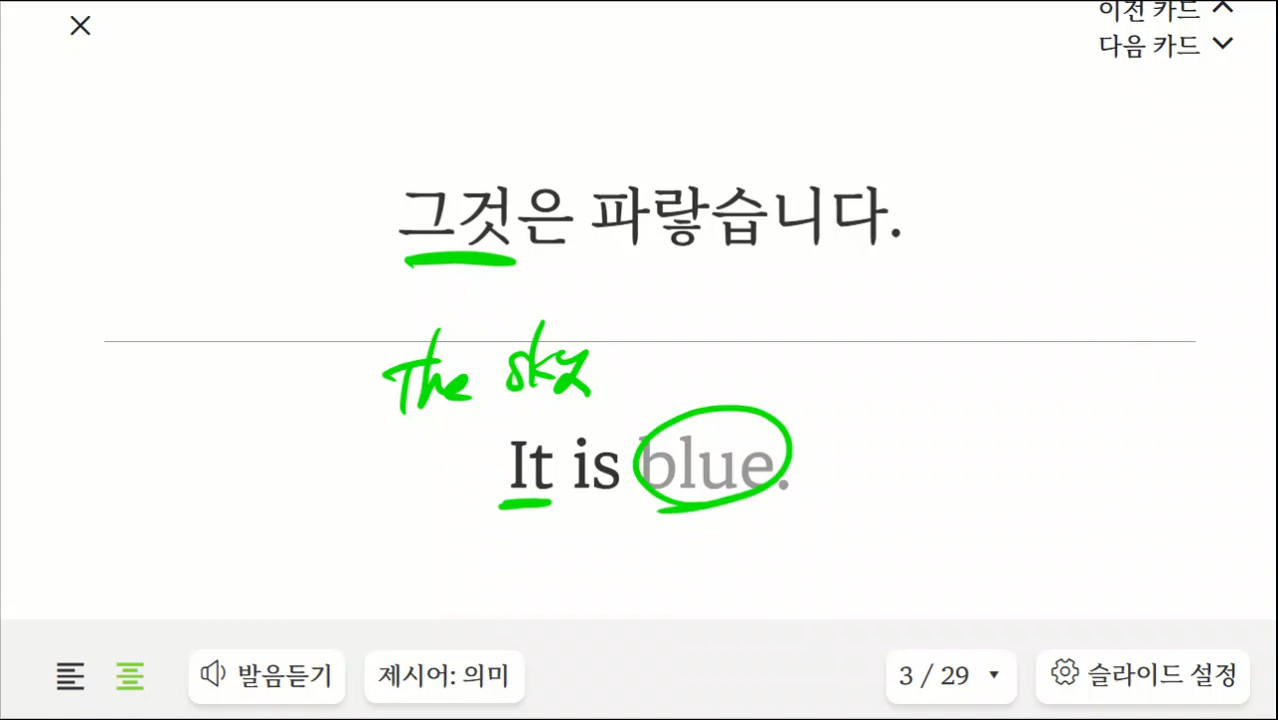 이전 카드
다음 카드
그것은 파랗습니다.
The sky
It is blue.
발음듣기
제시어: 의미
3 / 29
슬라이드 설정